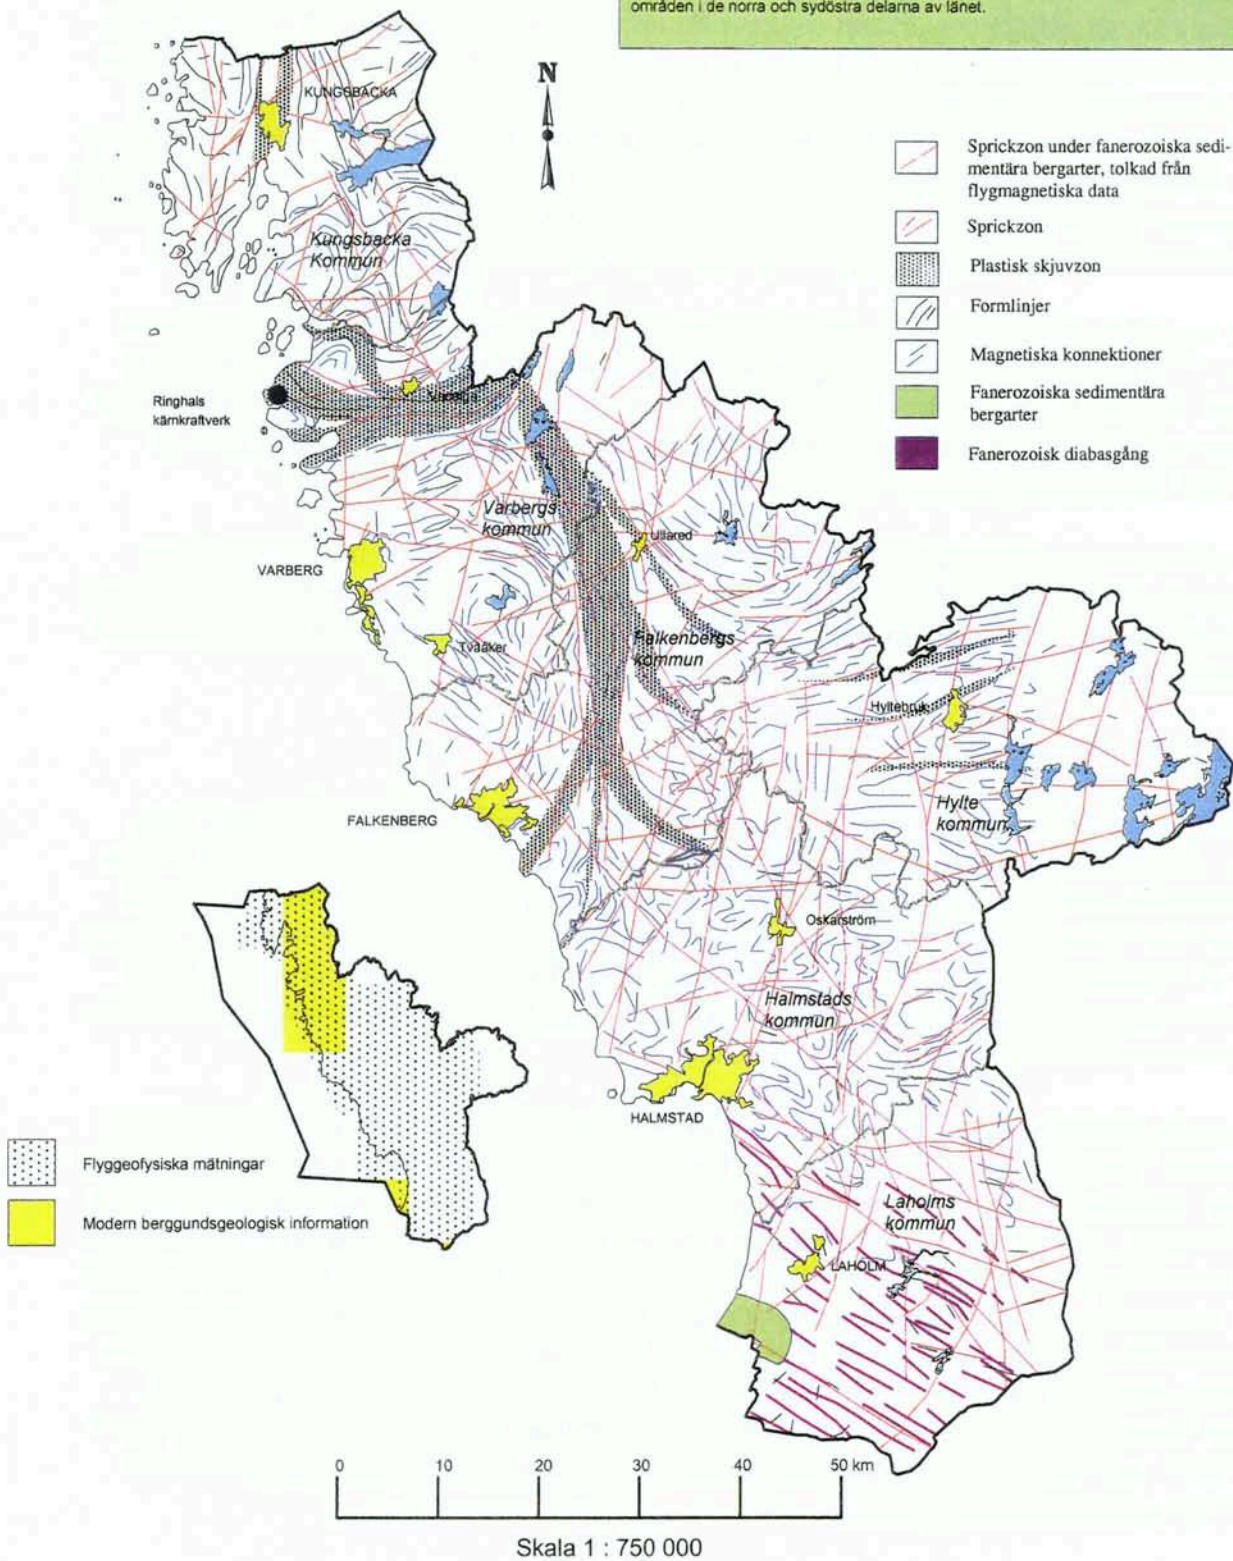 områden i de norra och sydöstra delarna av länet.
N
KUNGSBACKA
Kungsbacka
Kommun
Sprickzon under fanerozoiska sedi-
mentära bergarter, tolkad från
flygmagnetiska data
Sprickzon
Plastisk skjuvzon
Formlinjer
Magnetiska konnektioner
Fanerozoiska sedimentära
bergarter
Fanerozoisk diabasgång
Ringhals
kärnkraftverk
Varbergs
kommun
Ullared
VARBERG
Tvååker
Falkenbergs
kommun
Hyltebruk
FALKENBERG
Hylte
kommun
Oskarström
Halmstads
kommun
HALMSTAD
Laholms
kommun
LAHOLM
Flyggeofysiska mätningar
Modern berggundsgeologisk information
0 10 20 30 40 50 km
Skala 1 : 750 000